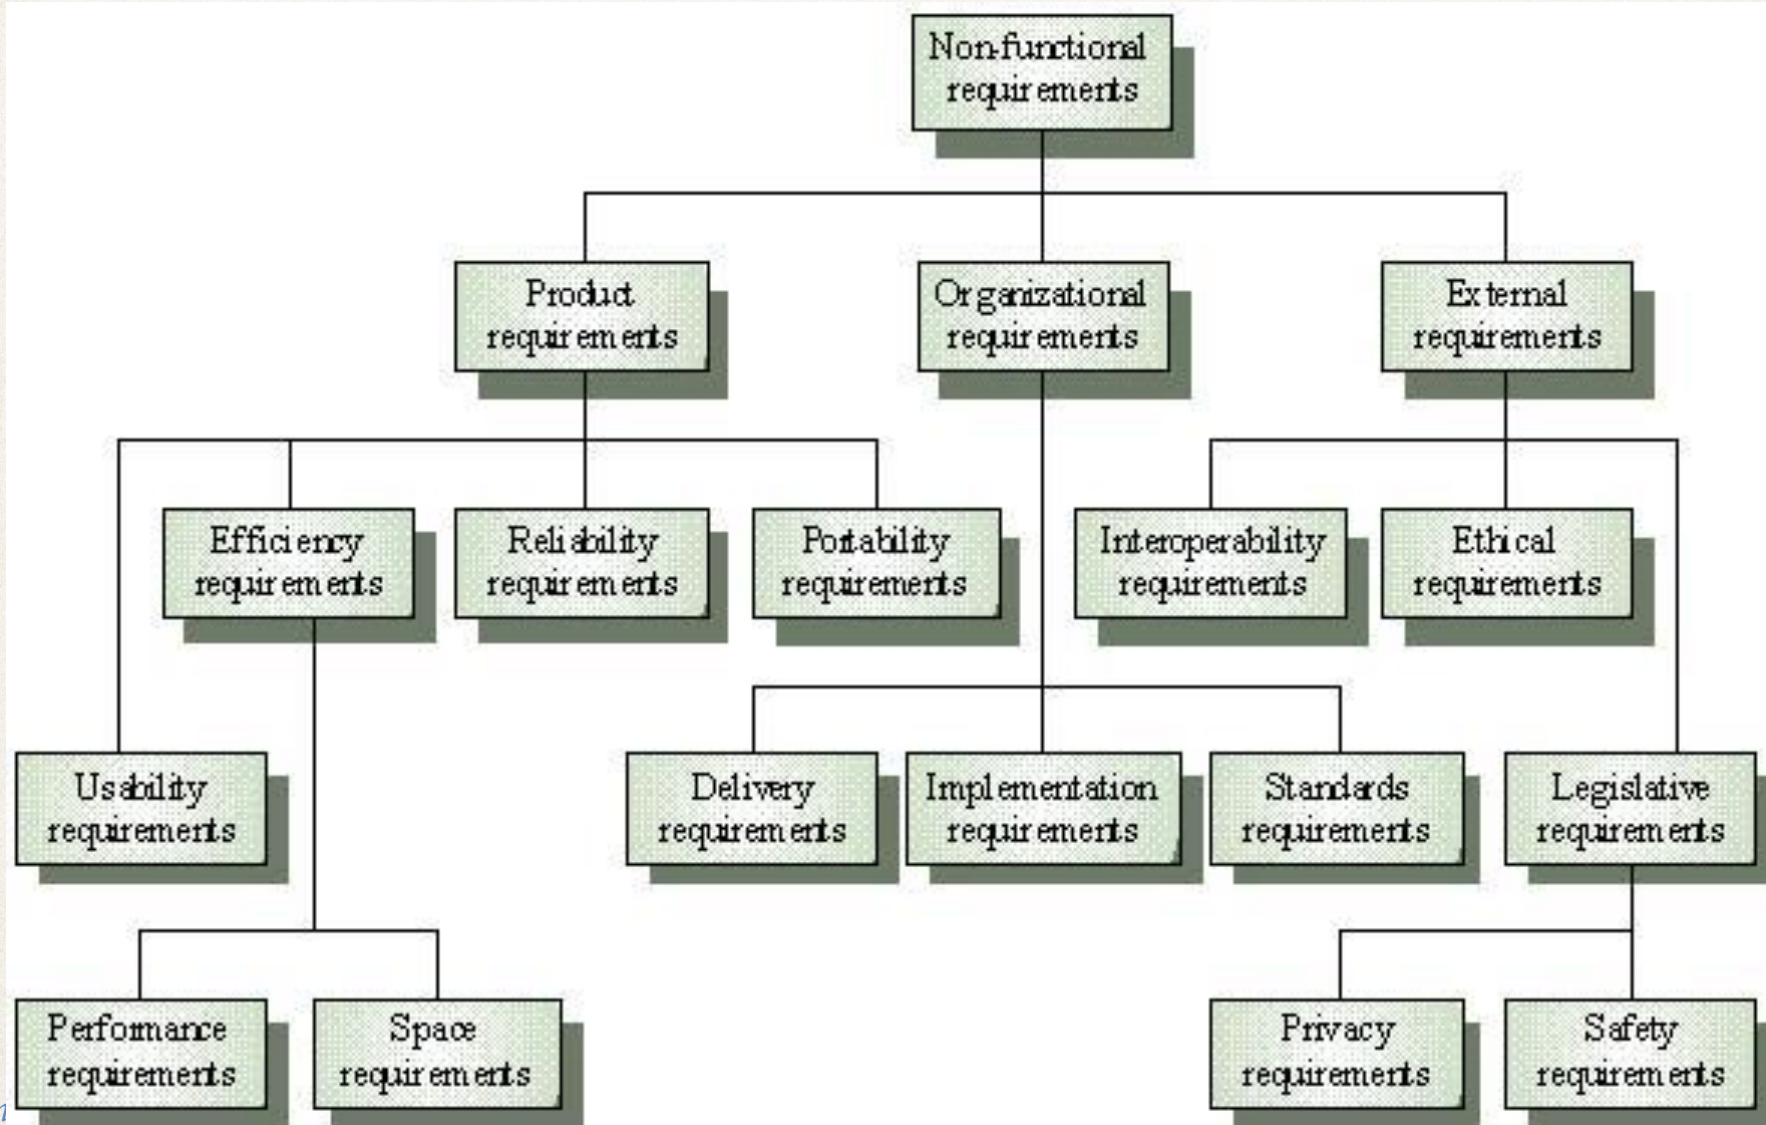 Non-functional
requirements
Product
requirements
Organizational
requirements
External
requirements
Efficiency
requirements
Reliability
requirements
Portability
requirements
Interoperability
requirements
Ethical
requirements
Usability
requirements
Delivery
requirements
Implementation
requirements
Standards
requirements
Legislative
requirements
Performance
requirements
Space
requirements
Privacy
requirements
Safety
requirements